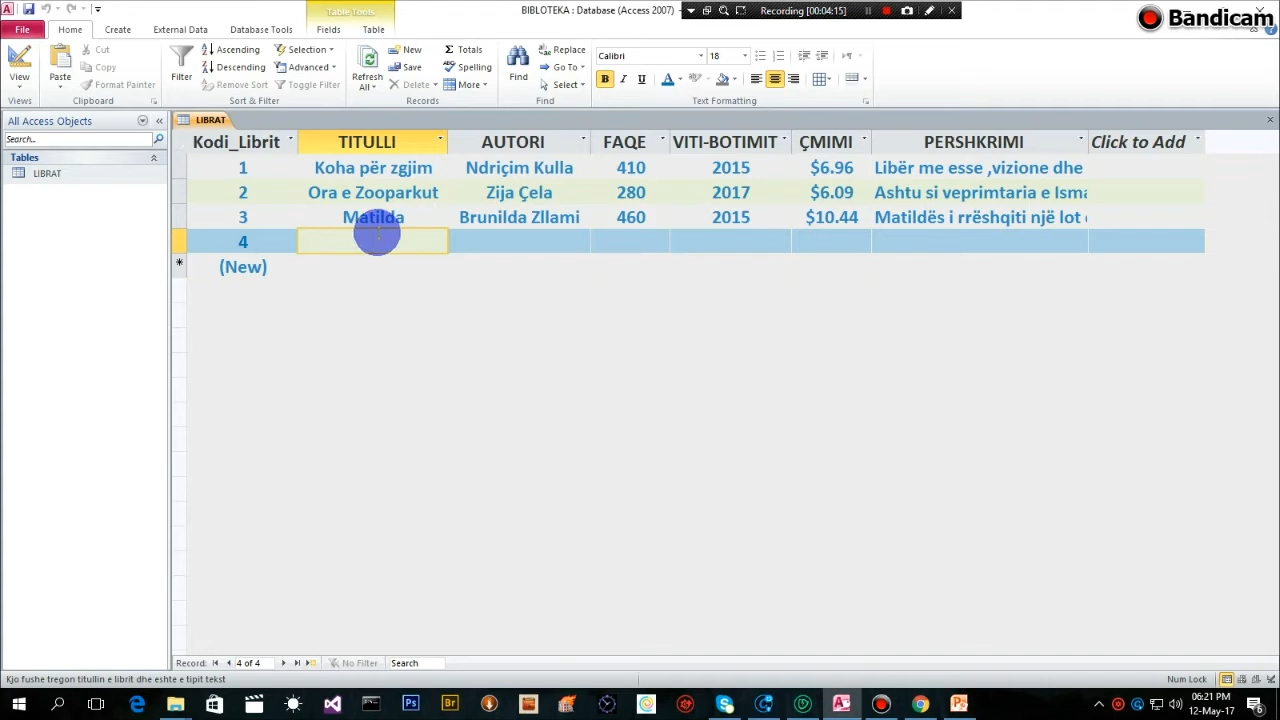 Table Tools
BIBLOTEKA : Database (Access 2007) -
Recording [00:04:15]
Bandicam
File Home Create External Data Database Tools Fields Table
View
Views
Paste
Cut
Copy
Format Painter
Clipboard
Filter
Ascending
Descending
Remove Sort
Selection
Advanced
Toggle Filter
Sort & Filter
Refresh
All
New
Save
Delete
Totals
Spelling
More
Records
Find
Replace
Go To
Select
Find
Calibri 18
B I U A
Text Formatting
All Access Objects
Search...
Tables
LIBRAT
LIBRAT
Kodi_Librit TITULLI AUTORI FAQE VITI-BOTIMIT ÇMIMI PERSHKRIMI Click to Add
1 Koha për zgjim Ndriçim Kulla 410 2015 $6.96 Libër me esse ,vizione dhe
2 Ora e Zooparkut Zija Çela 280 2017 $6.09 Ashtu si veprimtaria e Isma
3 Matilda Brunilda Zllami 460 2015 $10.44 Matildës i rrëshqiti një lot
4
* (New)
Record: 4 of 4 No Filter Search
Kjo fushe tregon titullin e librit dhe eshte e tipit tekst
Num Lock
Ps Br
06:21 PM
12-May-17
6